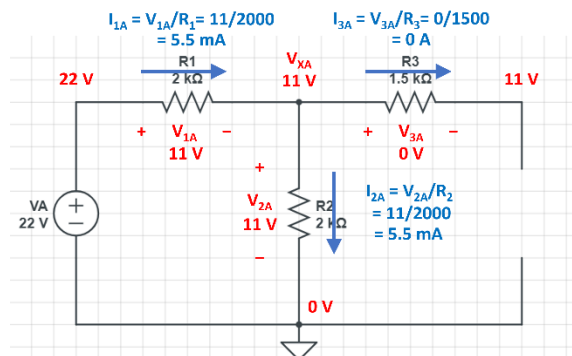 I1A = V1A/R1= 11/2000
= 5.5 mA
I3A = V3A/R3= 0/1500
= 0 A
R1
2 kΩ
VXA
11 V
R3
1.5 kΩ
22 V
11 V
+ V1A −
11 V
+ V3A −
0 V
+
V2A
11 V
−
R2
2 kΩ
I2A = V2A/R2
= 11/2000
= 5.5 mA
VA
22 V
+
−
0 V